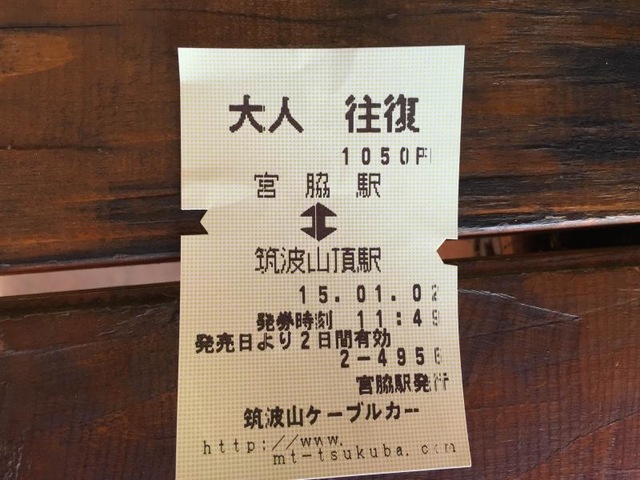 大人 往復
1050円
宮脇駅
筑波山頂駅
15.01.02
発券時刻 11:49
発売日より2日間有効
2-4956
宮脇駅発行
筑波山ケーブルカー
http://www.
mt-tsukuba.com